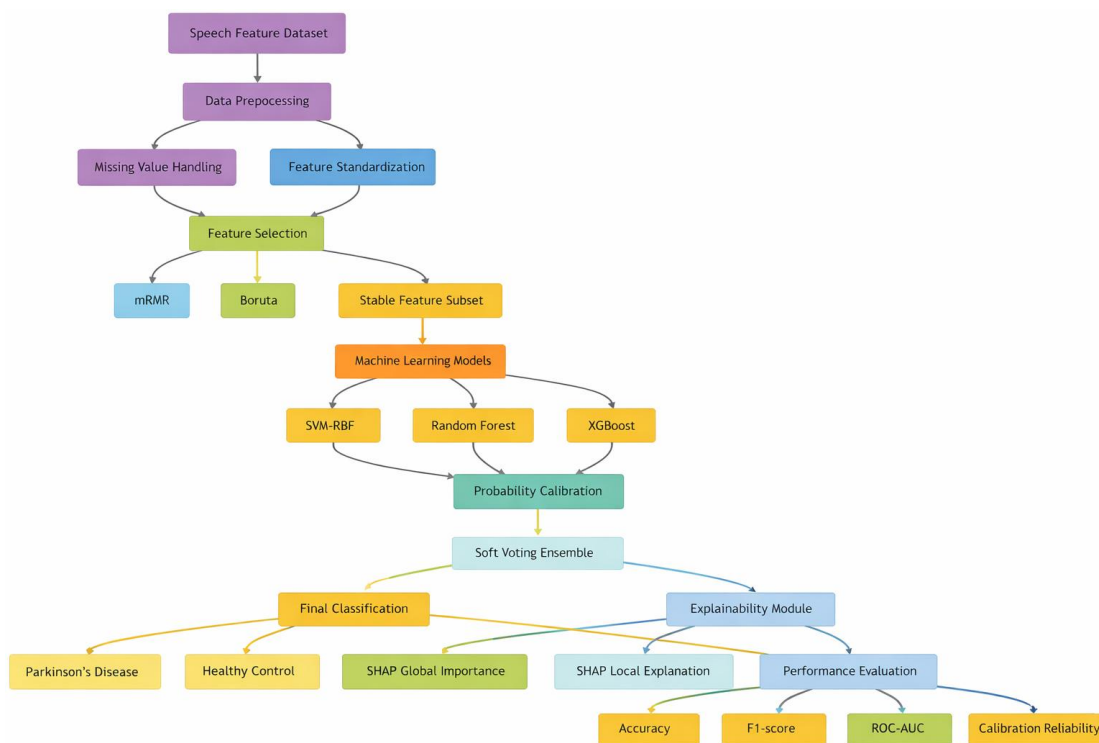 Speech Feature Dataset
Data Prepocessing
Missing Value Handling
Feature Standardization
Feature Selection
mRMR
Boruta
Stable Feature Subset
Machine Learning Models
SVM-RBF
Random Forest
XGBoost
Probability Calibration
Soft Voting Ensemble
Final Classification
Explainability Module
Parkinson's Disease
Healthy Control
SHAP Global Importance
SHAP Local Explanation
Performance Evaluation
Accuracy
F1-score
ROC-AUC
Calibration Reliability